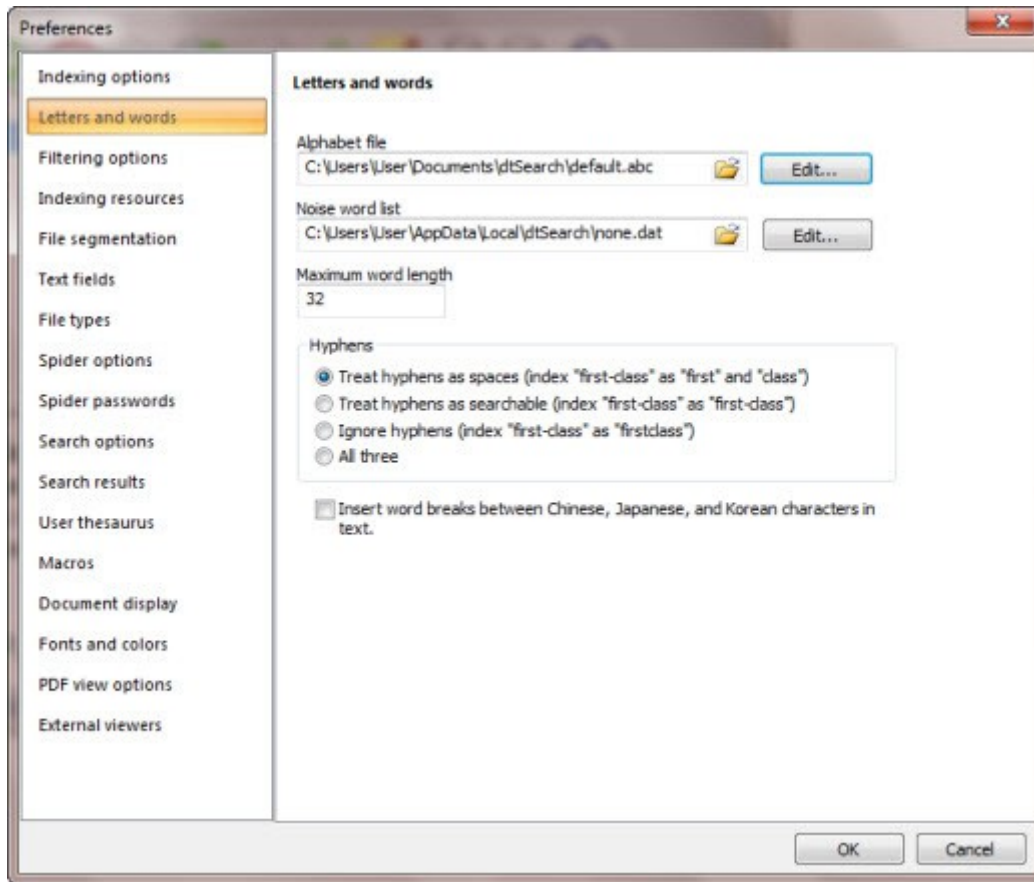 Preferences
Indexing options
Letters and words
Filtering options
Indexing resources
File segmentation
Text fields
File types
Spider options
Spider passwords
Search options
Search results
User thesaurus
Macros
Document display
Fonts and colors
PDF view options
External viewers
Letters and words
Alphabet file
C:\Users\User\Documents\dtSearch\default.abc
Edit...
Noise word list
C:\Users\User\AppData\Local\dtSearch\none.dat
Edit...
Maximum word length
32
Hyphens
Treat hyphens as spaces (index "first-class" as "first" and "class")
Treat hyphens as searchable (index "first-class" as "first-class")
Ignore hyphens (index "first-class" as "firstclass")
All three
Insert word breaks between Chinese, Japanese, and Korean characters in
text.
OK
Cancel